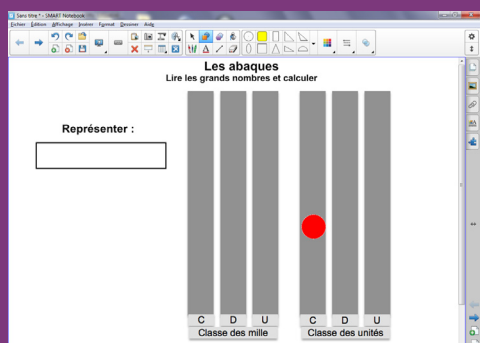 Sans titre * - SMART Notebook
Fichier Édition Affichage Insérer Format Dessiner Aide
Les abaques
Lire les grands nombres et calculer
Représenter :
C D U C D U
Classe des mille Classe des unités